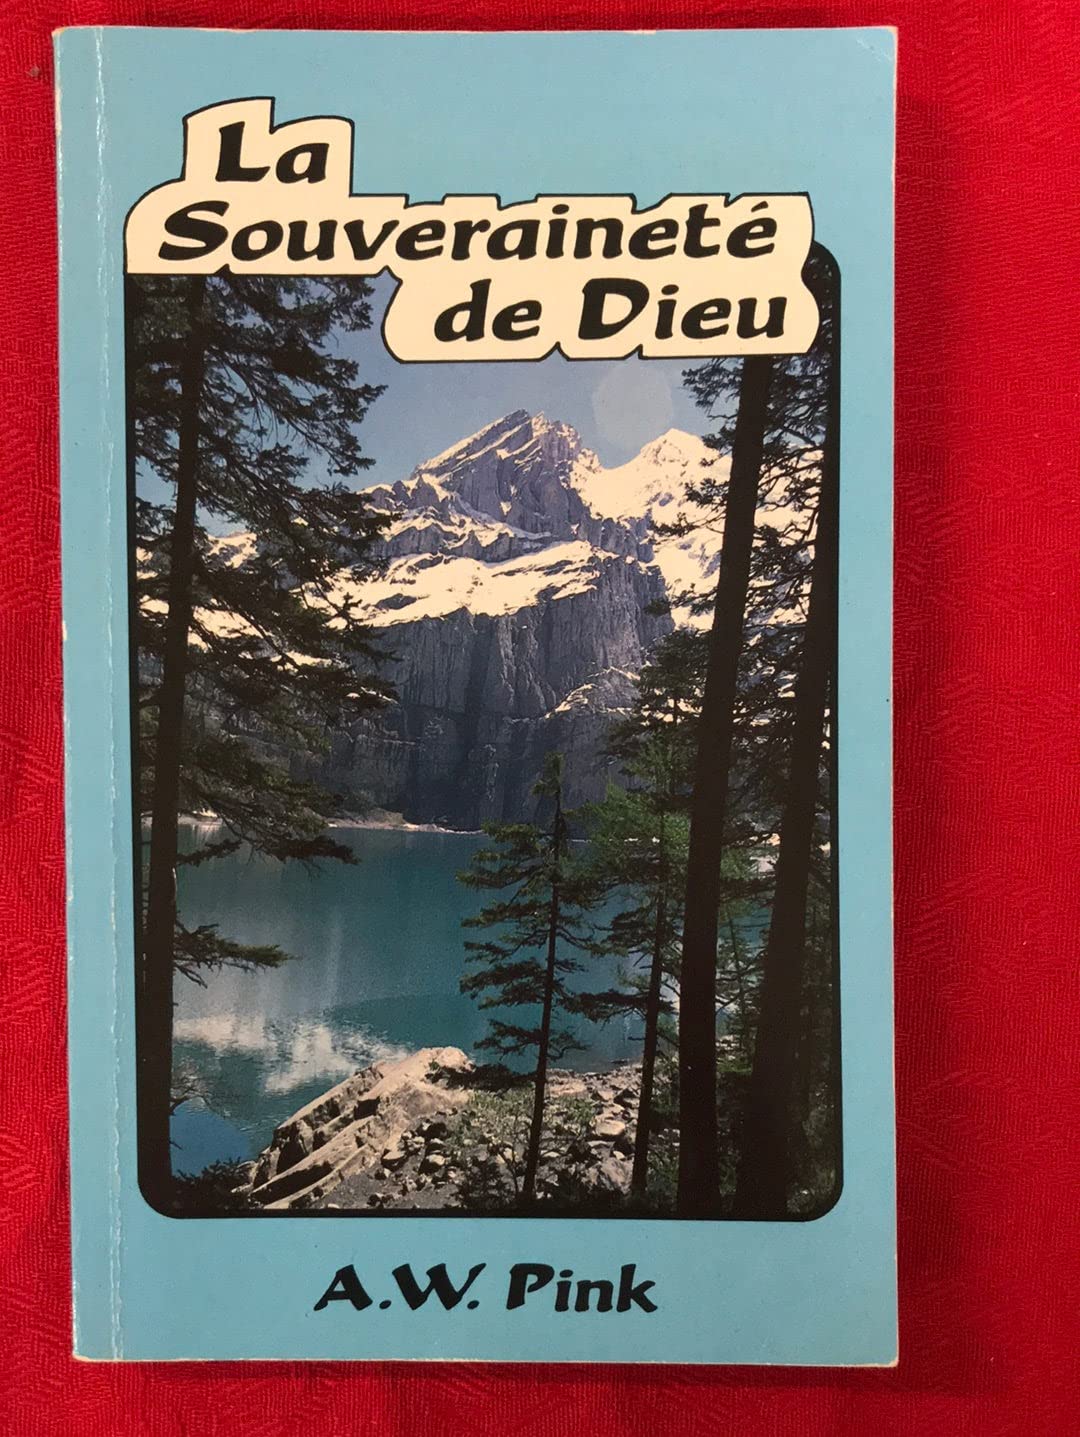 La
Souveraineté
de Dieu
A.W. Pink